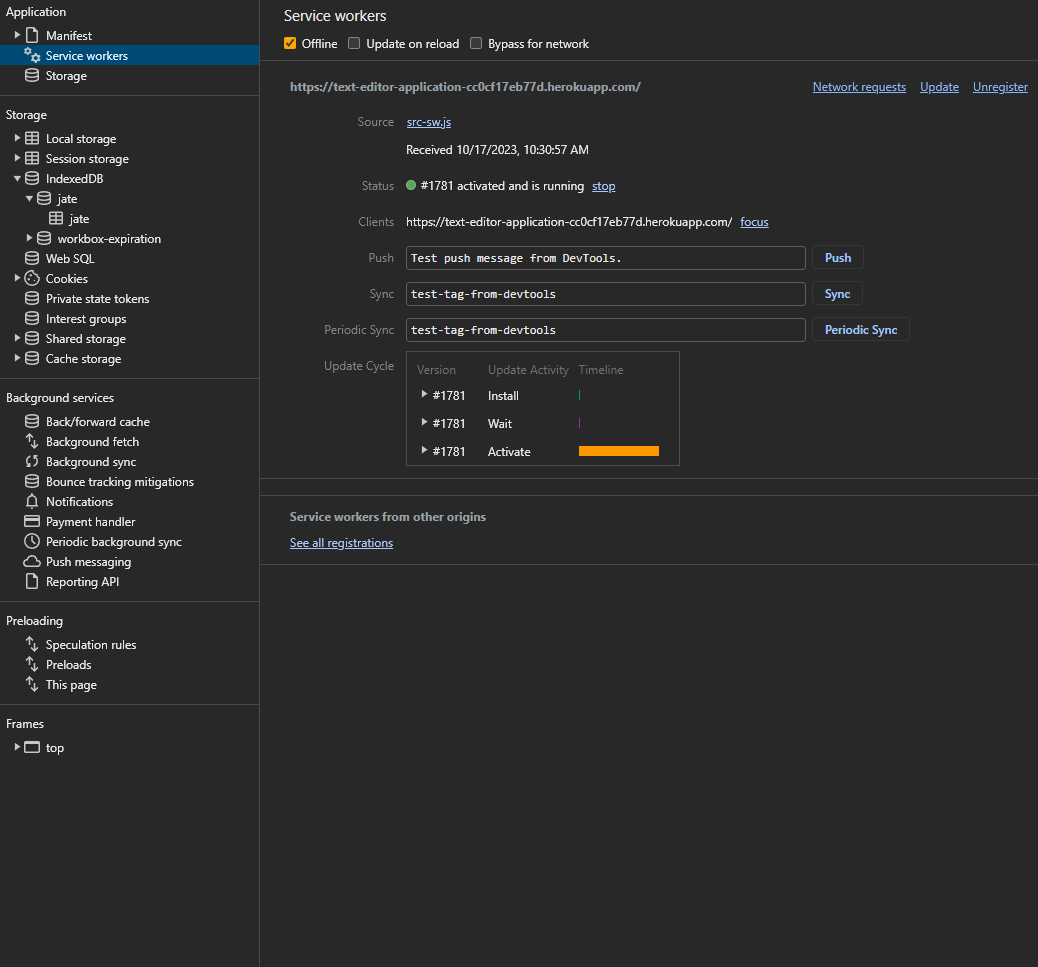 Application
Manifest
Service workers
Storage
Storage
Local storage
Session storage
IndexedDB
jate
jate
workbox-expiration
Web SQL
Cookies
Private state tokens
Interest groups
Shared storage
Cache storage
Background services
Back/forward cache
Background fetch
Background sync
Bounce tracking mitigations
Notifications
Payment handler
Periodic background sync
Push messaging
Reporting API
Preloading
Speculation rules
Preloads
This page
Frames
top
Service workers
Offline Update on reload Bypass for network
https://text-editor-application-cc0cf17eb77d.herokuapp.com/ Network requests Update Unregister
Source src-sw.js
Received 10/17/2023, 10:30:57 AM
Status #1781 activated and is running stop
Clients https://text-editor-application-cc0cf17eb77d.herokuapp.com/ focus
Push Test push message from DevTools. Push
Sync test-tag-from-devtools Sync
Periodic Sync test-tag-from-devtools Periodic Sync
Update Cycle Version Update Activity Timeline
#1781 Install
#1781 Wait
#1781 Activate
Service workers from other origins
See all registrations